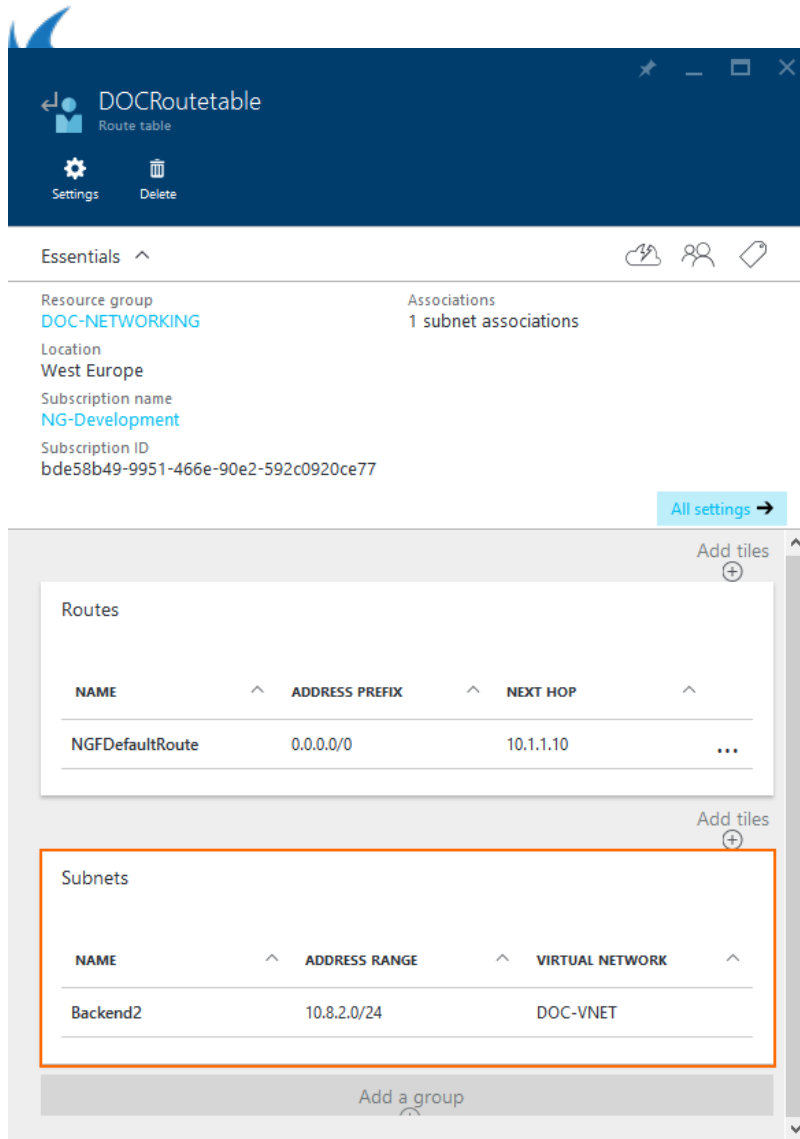 DOCRoutetable
Route table
Settings Delete
Essentials
Resource group Associations
DOC-NETWORKING 1 subnet associations
Location
West Europe
Subscription name
NG-Development
Subscription ID
bde58b49-9951-466e-90e2-592c0920ce77
All settings
Add tiles
Routes
NAME ADDRESS PREFIX NEXT HOP
NGFDefaultRoute 0.0.0.0/0 10.1.1.10 ...
Add tiles
Subnets
NAME ADDRESS RANGE VIRTUAL NETWORK
Backend2 10.8.2.0/24 DOC-VNET
Add a group